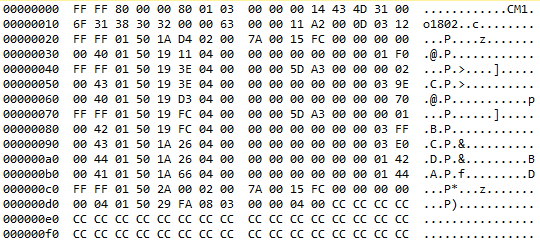 00000000 FF FF 80 00 00 80 01 03 00 00 00 14 43 4D 31 00 ............CM1.
00000010 6F 31 38 30 32 00 00 63 00 00 11 A2 00 0D 03 12 o1802..c........
00000020 FF FF 01 50 1A D4 02 00 7A 00 15 FC 00 00 00 00 ...P....z.......
00000030 00 40 01 50 19 11 04 00 00 00 00 00 00 00 01 F0 .@.P............
00000040 FF FF 01 50 19 3E 04 00 00 00 5D A3 00 00 00 02 ...P.>....].....
00000050 00 43 01 50 19 3E 04 00 00 00 00 00 00 00 03 9E .C.P.>..........
00000060 00 40 01 50 19 D3 04 00 00 00 00 00 00 00 00 70 .@.P...........p
00000070 FF FF 01 50 19 FC 04 00 00 00 5D A3 00 00 00 01 ...P......].....
00000080 00 42 01 50 19 FC 04 00 00 00 00 00 00 00 03 FF .B.P............
00000090 00 43 01 50 1A 26 04 00 00 00 00 00 00 00 03 E0 .C.P.&..........
000000a0 00 44 01 50 1A 26 04 00 00 00 00 00 00 00 01 42 .D.P.&.........B
000000b0 00 41 01 50 1A 66 04 00 00 00 00 00 00 00 01 44 .A.P.f.........D
000000c0 FF FF 01 50 2A 00 02 00 7A 00 15 FC 00 00 00 00 ...P*...z.......
000000d0 00 04 01 50 29 FA 08 03 00 00 04 00 CC CC CC CC ...P)...........
000000e0 CC CC CC CC CC CC CC CC CC CC CC CC CC CC CC CC ................
000000f0 CC CC CC CC CC CC CC CC CC CC CC CC CC CC CC CC ................